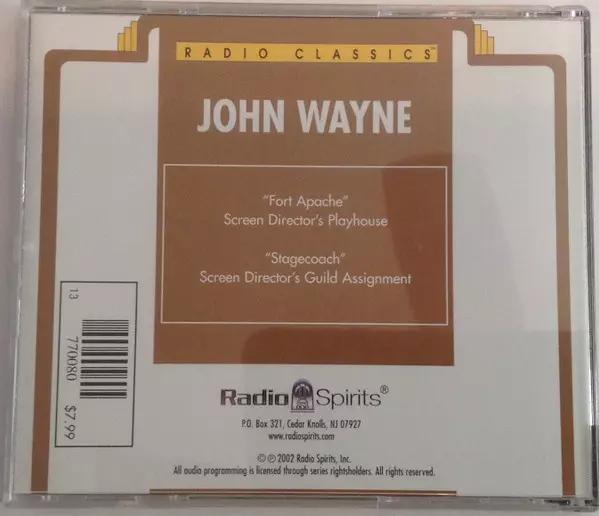 RADIO CLASSICS™
JOHN WAYNE
"Fort Apache"
Screen Director's Playhouse
"Stagecoach"
Screen Director's Guild Assignment
13
770080
$7.99
Radio Spirits®
P.O. Box 321, Cedar Knolls, NJ 07927
www.radiospirits.com
©℗2002 Radio Spirits, Inc.
All audio programming is licensed through series rightsholders. All rights reserved.